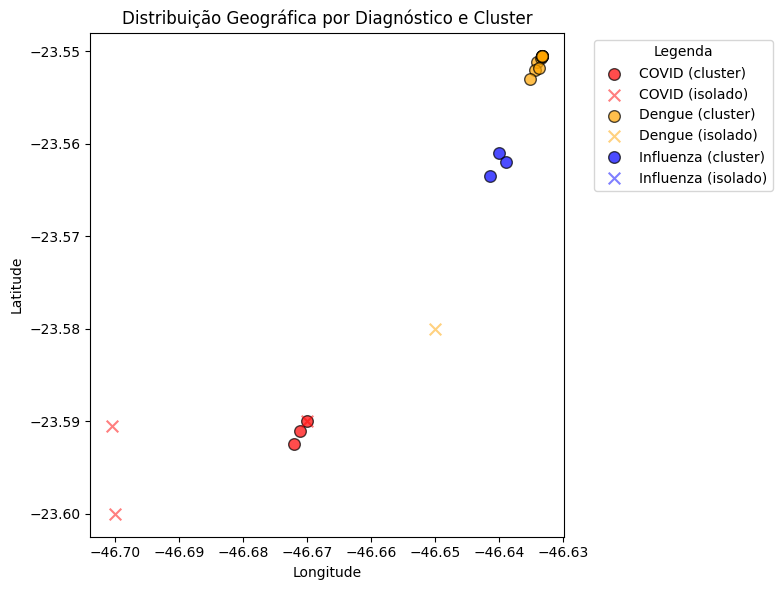 Distribuição Geográfica por Diagnóstico e Cluster
Legenda
COVID (cluster)
COVID (isolado)
Dengue (cluster)
Dengue (isolado)
Influenza (cluster)
Influenza (isolado)
Latitude
−23.55
−23.56
−23.57
−23.58
−23.59
−23.60
−46.70 −46.69 −46.68 −46.67 −46.66 −46.65 −46.64 −46.63
Longitude